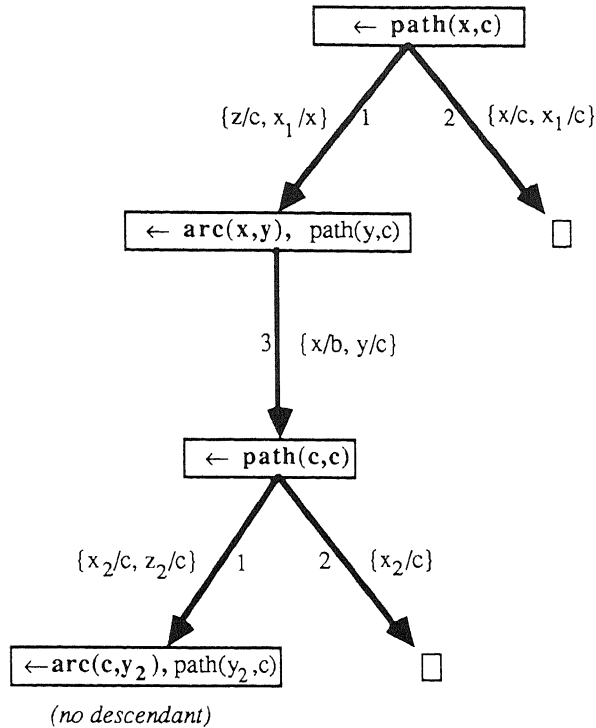 ← path(x,c)
{z/c, x₁/x} 1 2 {x/c, x₁/c}
← arc(x,y), path(y,c)
3 {x/b, y/c}
← path(c,c)
{x₂/c, z₂/c} 1 2 {x₂/c}
←arc(c,y₂), path(y₂,c)
(no descendant)